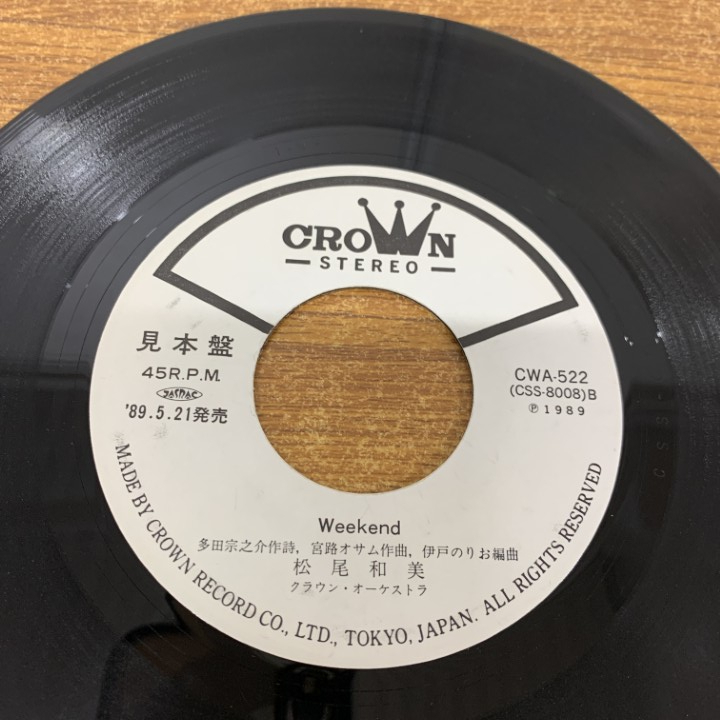 CROWN
STEREO
見本盤
45R.P.M.
JASRAC
'89.5.21発売
CWA-522
(CSS-8008)B
Ⓟ1989
Weekend
多田宗之介作詩, 宮路オサム作曲, 伊戸のりお編曲
松尾和美
クラウン・オーケストラ
MADE BY CROWN RECORD CO., LTD., TOKYO, JAPAN. ALL RIGHTS RESERVED